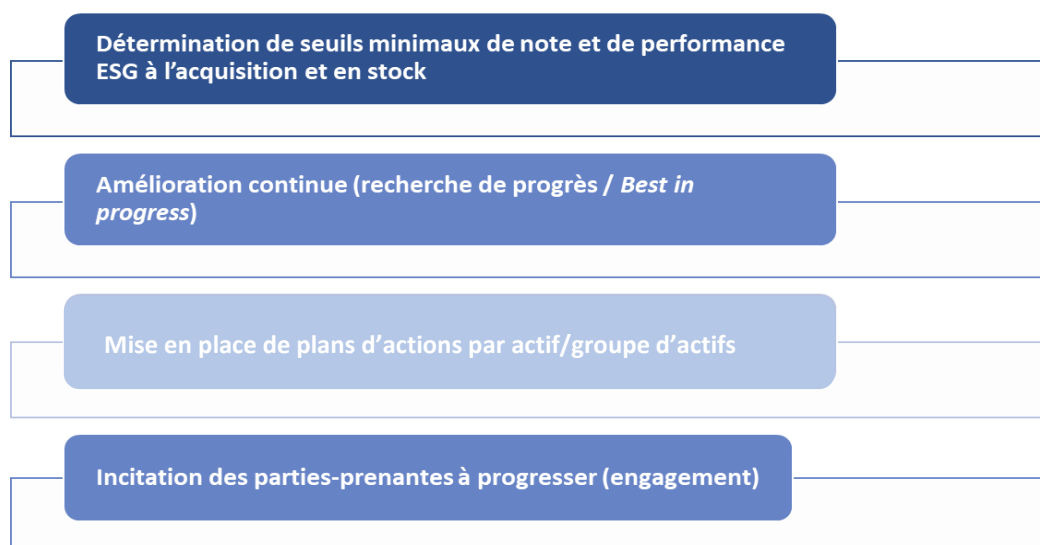 Détermination de seuils minimaux de note et de performance
ESG à l’acquisition et en stock
Amélioration continue (recherche de progrès / Best in
progress)
Mise en place de plans d’actions par actif/groupe d’actifs
Incitation des parties-prenantes à progresser (engagement)